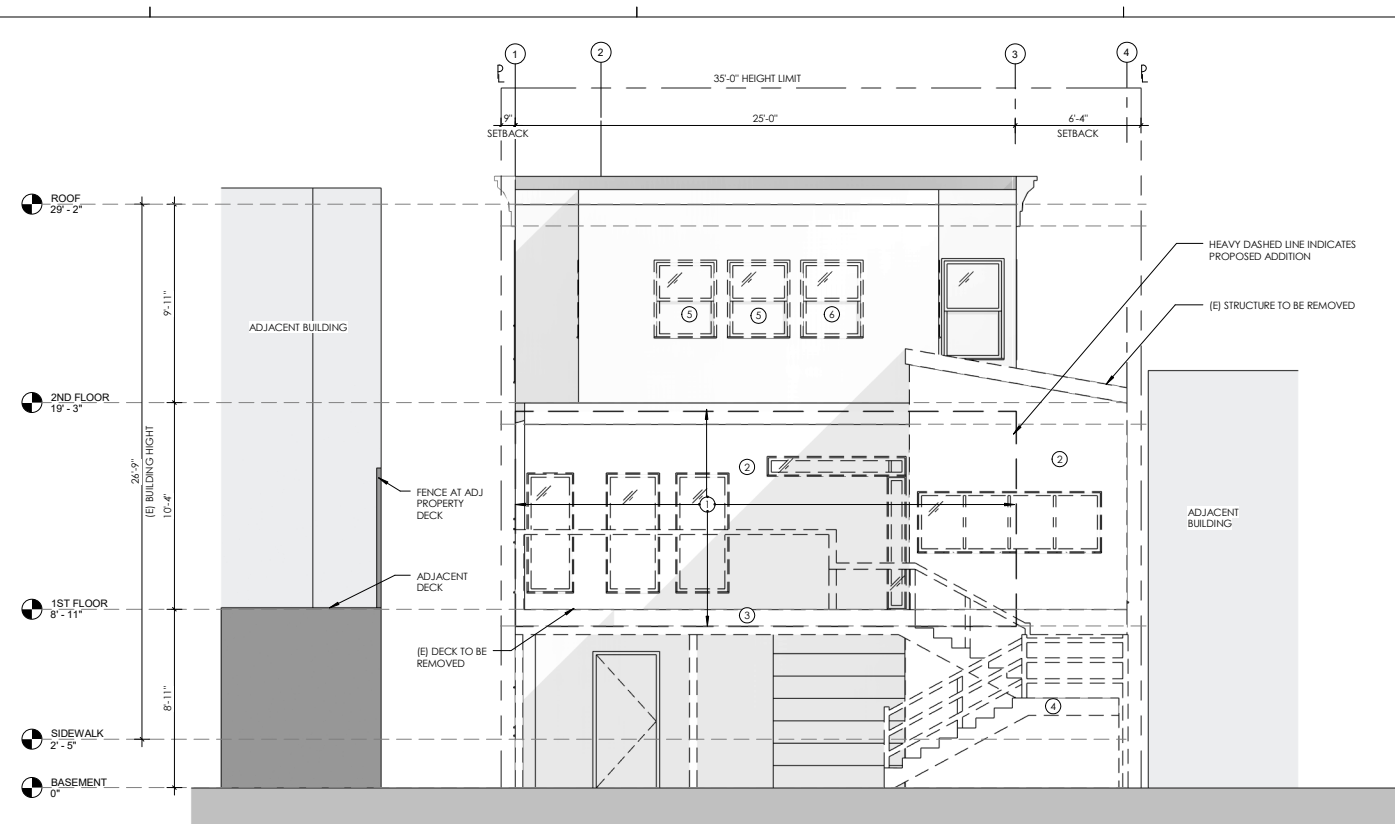 1
2
3
4
PL
PL
35'-0" HEIGHT LIMIT
9"
25'-0"
6'-4"
SETBACK
SETBACK
ROOF
29' - 2"
HEAVY DASHED LINE INDICATES
PROPOSED ADDITION
9'-11"
(E) STRUCTURE TO BE REMOVED
5
5
6
ADJACENT BUILDING
2ND FLOOR
19' - 3"
26'-9"
(E) BUILDING HIGHT
10'-4"
2
2
FENCE AT ADJ
PROPERTY
DECK
1
ADJACENT
BUILDING
ADJACENT
DECK
1ST FLOOR
8' - 11"
3
(E) DECK TO BE
REMOVED
8'-11"
4
SIDEWALK
2' - 5"
BASEMENT
0"